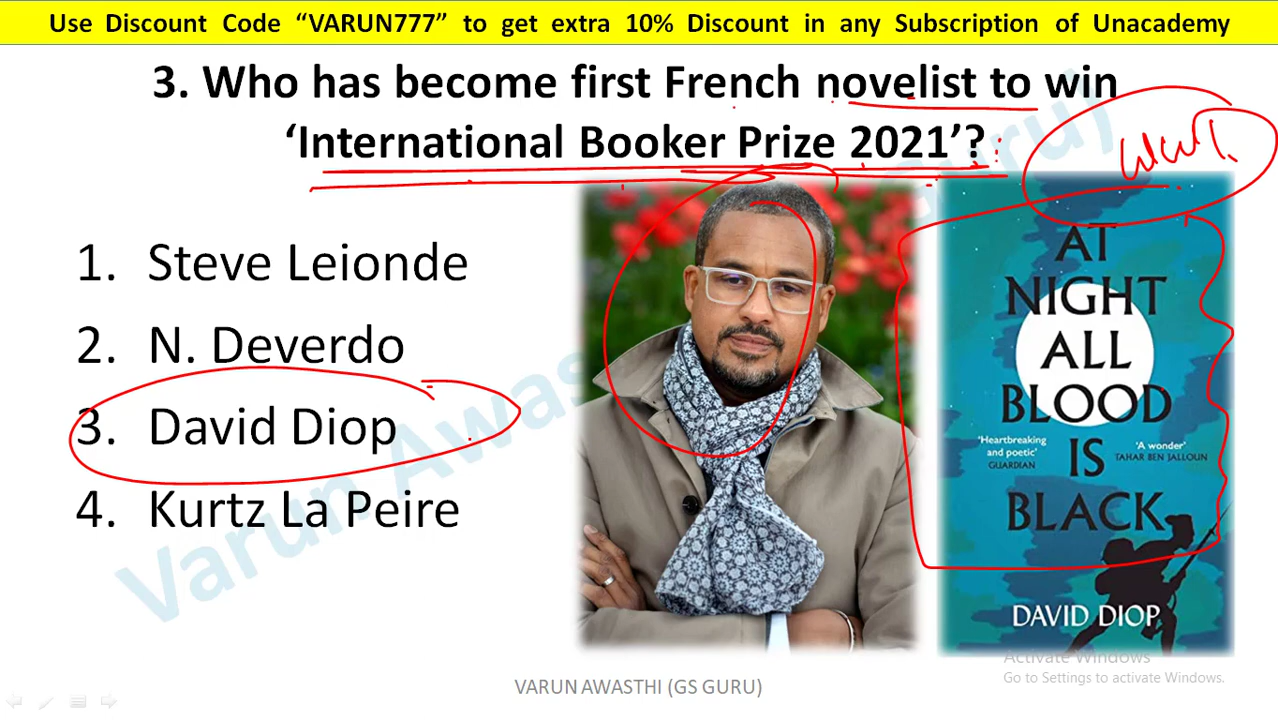 Use Discount Code “VARUN777” to get extra 10% Discount in any Subscription of Unacademy
3. Who has become first French novelist to win
‘International Booker Prize 2021’?
1. Steve Leionde
2. N. Deverdo
3. David Diop
4. Kurtz La Peire
AT
NIGHT
ALL
BLOOD
IS
BLACK
‘Heartbreaking
and poetic’
GUARDIAN
‘A wonder’
TAHAR BEN JALLOUN
DAVID DIOP
Varun Awas
Guru)
Activate Windows
Go to Settings to activate Windows.
VARUN AWASTHI (GS GURU)